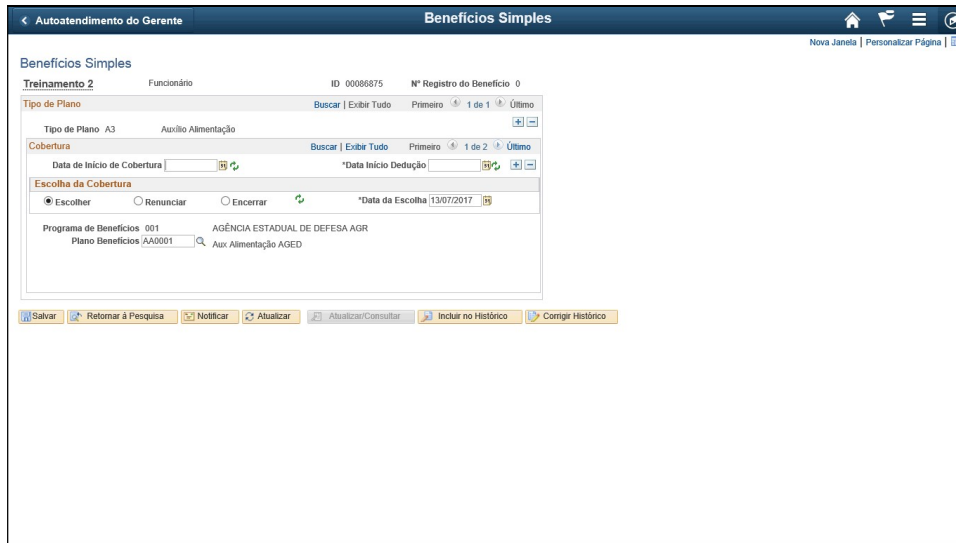 Autoatendimento do Gerente Benefícios Simples
Nova Janela | Personalizar Página |
Benefícios Simples
Treinamento 2 Funcionário ID 00086875 Nº Registro do Benefício 0
Tipo de Plano Buscar | Exibir Tudo Primeiro 1 de 1 Último
Tipo de Plano A3 Auxílio Alimentação
Cobertura Buscar | Exibir Tudo Primeiro 1 de 2 Último
Data de Início de Cobertura *Data Início Dedução
Escolha da Cobertura
Escolher Renunciar Encerrar *Data da Escolha 13/07/2017
Programa de Benefícios 001 AGÊNCIA ESTADUAL DE DEFESA AGR
Plano Benefícios AA0001 Aux Alimentação AGED
Salvar Retornar à Pesquisa Notificar Atualizar Atualizar/Consultar Incluir no Histórico Corrigir Histórico